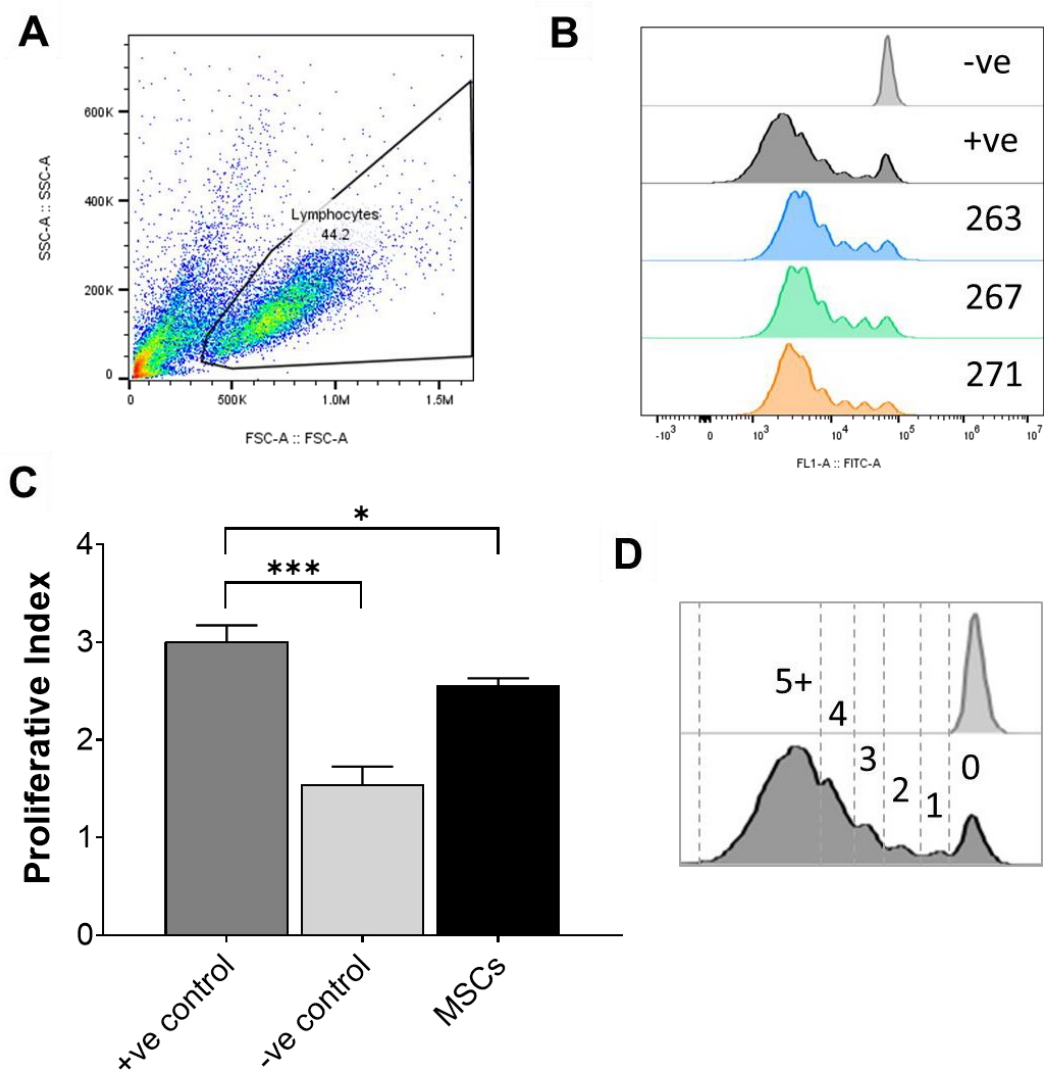 A
600K
400K
200K
0
SSC-A :: SSC-A
Lymphocytes
44.2
0
500K
1.0M
1.5M
FSC-A :: FSC-A
B
-ve
+ve
263
267
271
-10³
0
10³
10⁴
10⁵
10⁶
10⁷
FL1-A :: FITC-A
C
Proliferative Index
4
3
2
1
0
*
***
+ve control
-ve control
MSCs
D
5+
4
3
2
1
0